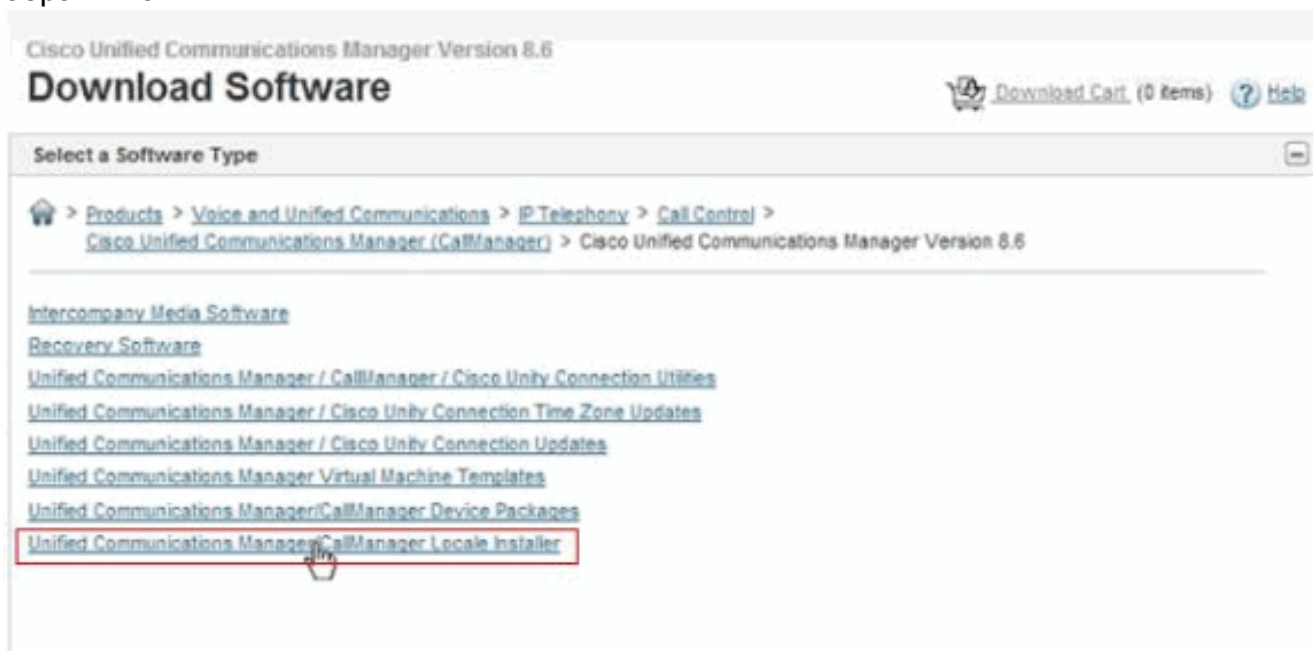 Cisco Unified Communications Manager Version 8.6
Download Software
Download Cart (0 items) ? Help
Select a Software Type
> Products > Voice and Unified Communications > IP Telephony > Call Control >
Cisco Unified Communications Manager (CallManager) > Cisco Unified Communications Manager Version 8.6
Intercompany Media Software
Recovery Software
Unified Communications Manager / CallManager / Cisco Unity Connection Utilities
Unified Communications Manager / Cisco Unity Connection Time Zone Updates
Unified Communications Manager / Cisco Unity Connection Updates
Unified Communications Manager Virtual Machine Templates
Unified Communications Manager/CallManager Device Packages
Unified Communications Manager/CallManager Locale Installer